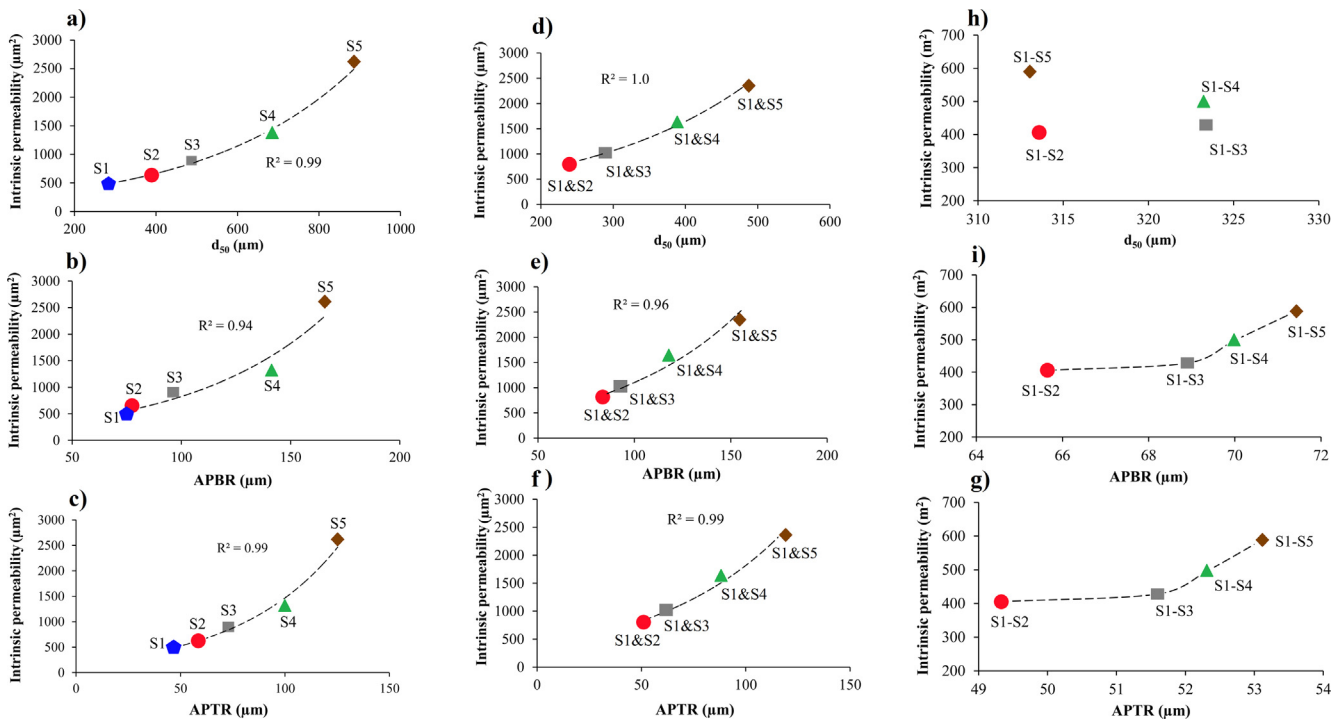 a)
Intrinsic permeability (µm²)
3000
2500
2000
1500
1000
500
0
200
400
600
800
1000
d₅₀ (µm)
S1
S2
S3
S4
S5
R² = 0.99
d)
Intrinsic permeability (µm²)
3000
2500
2000
1500
1000
500
0
200
300
400
500
600
d₅₀ (µm)
S1&S2
S1&S3
S1&S4
S1&S5
R² = 1.0
h)
Intrinsic permeability (m²)
700
600
500
400
300
200
310
315
320
325
330
d₅₀ (µm)
S1-S5
S1-S2
S1-S4
S1-S3
b)
Intrinsic permeability (µm²)
3000
2500
2000
1500
1000
500
0
50
100
150
200
APBR (µm)
S1
S2
S3
S4
S5
R² = 0.94
e)
Intrinsic permeability (µm²)
3000
2500
2000
1500
1000
500
0
50
100
150
200
APBR (µm)
S1&S2
S1&S3
S1&S4
S1&S5
R² = 0.96
i)
Intrinsic permeability (m²)
700
600
500
400
300
200
64
66
68
70
72
APBR (µm)
S1-S2
S1-S3
S1-S4
S1-S5
c)
Intrinsic permeability (µm²)
3000
2500
2000
1500
1000
500
0
0
50
100
150
APTR (µm)
S1
S2
S3
S4
S5
R² = 0.99
f)
Intrinsic permeability (µm²)
3000
2500
2000
1500
1000
500
0
0
50
100
150
APTR (µm)
S1&S2
S1&S3
S1&S4
S1&S5
R² = 0.99
g)
Intrinsic permeability (m²)
700
600
500
400
300
200
49
50
51
52
53
54
APTR (µm)
S1-S2
S1-S3
S1-S4
S1-S5